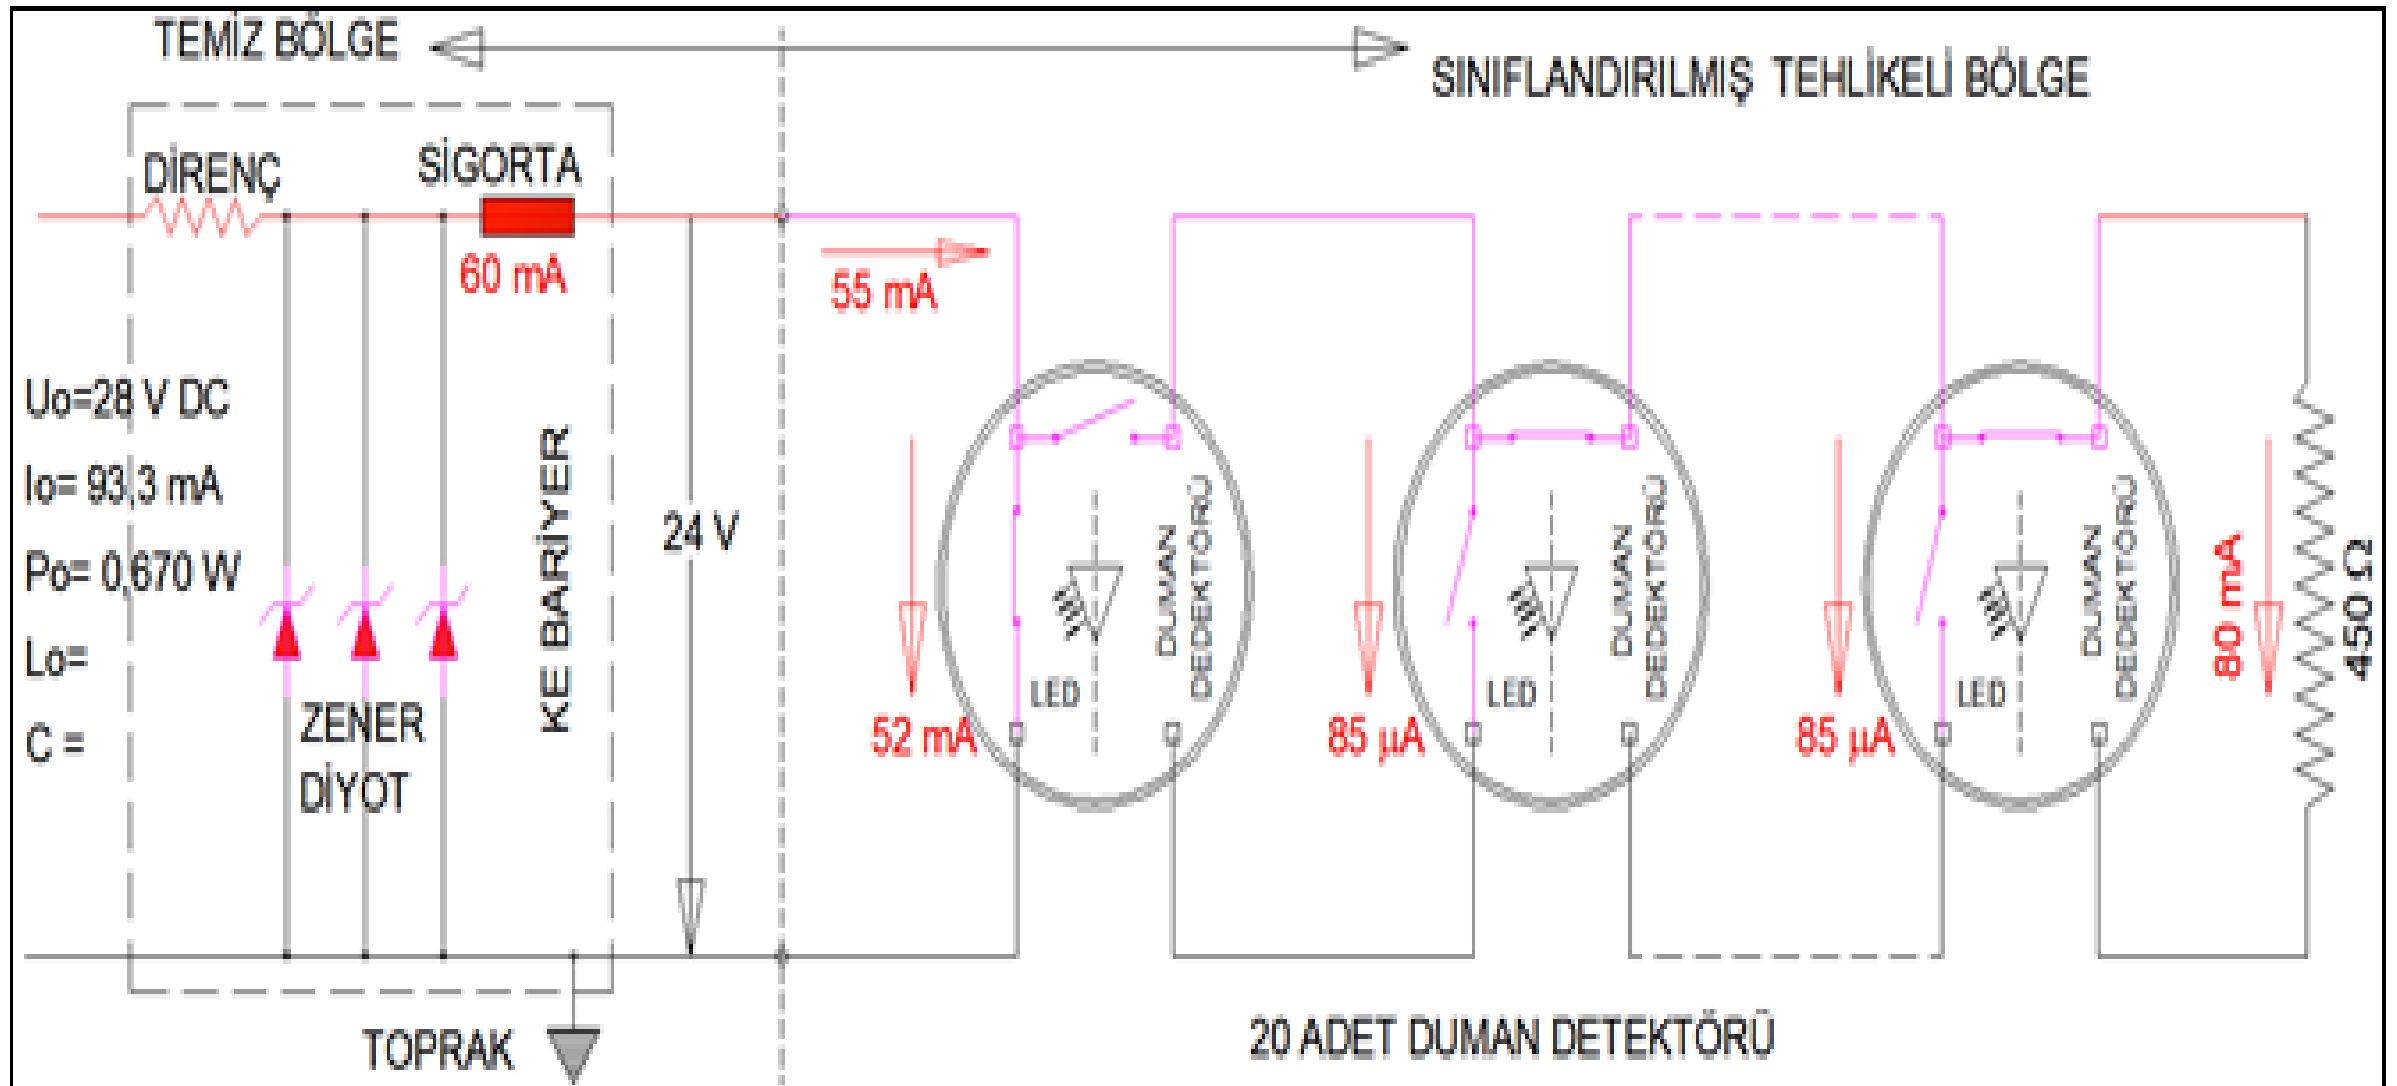 TEMİZ BÖLGE
SINIFLANDIRILMIŞ TEHLİKELİ BÖLGE
DİRENÇ
SİGORTA
60 mA
55 mA
Uo=28 V DC
Io= 93,3 mA
Po= 0,670 W
Lo=
C =
ZENER
DİYOT
KE BARİYER
24 V
52 mA
LED
DUMAN
DEDEKTÖRÜ
85 µA
LED
DUMAN
DEDEKTÖRÜ
85 µA
LED
DUMAN
DEDEKTÖRÜ
80 mA
450 Ω
TOPRAK
20 ADET DUMAN DETEKTÖRÜ